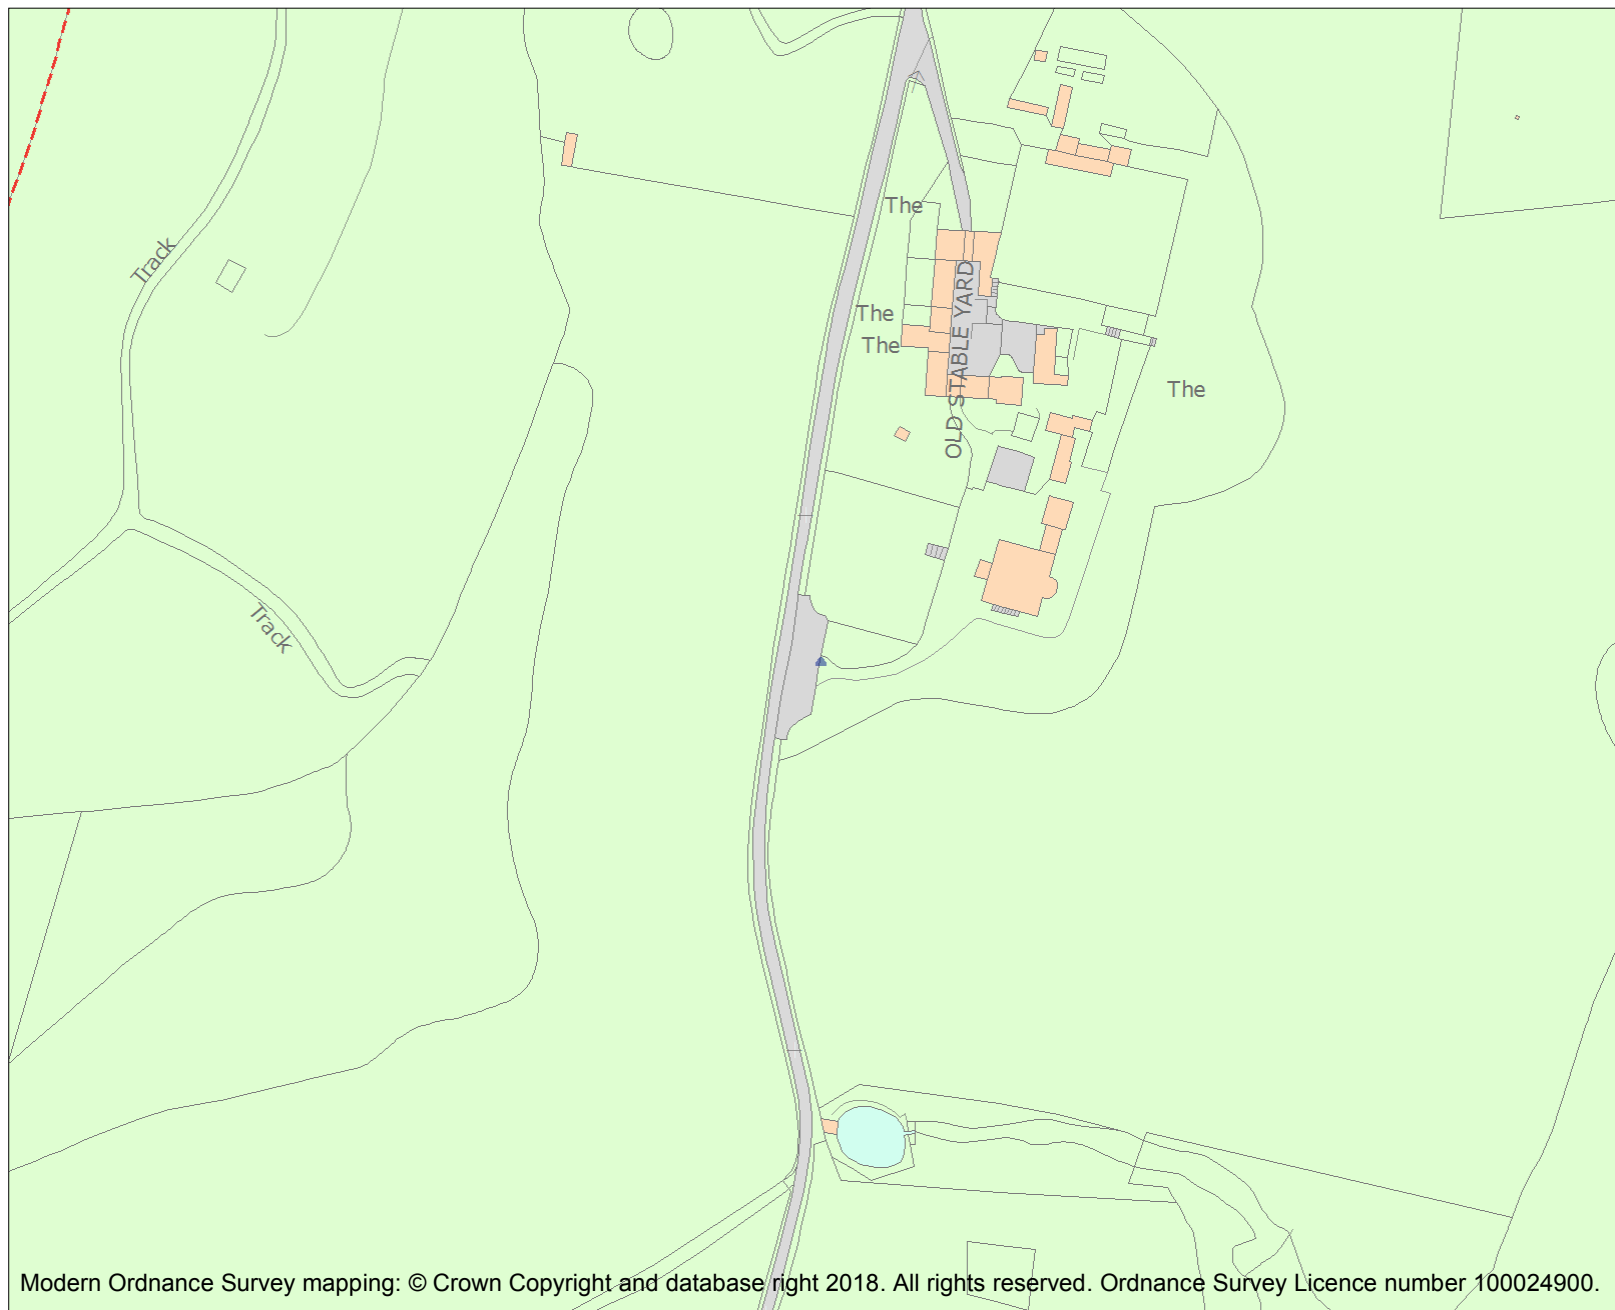 The
Track
The
The
OLD STABLE YARD
The
Track
Modern Ordnance Survey mapping: © Crown Copyright and database right 2018. All rights reserved. Ordnance Survey Licence number 100024900.